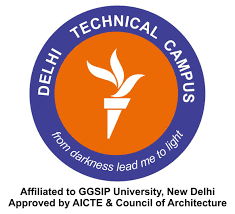 DELHI TECHNICAL CAMPUS
from darkness lead me to light
Affiliated to GGSIP University, New Delhi
Approved by AICTE & Council of Architecture